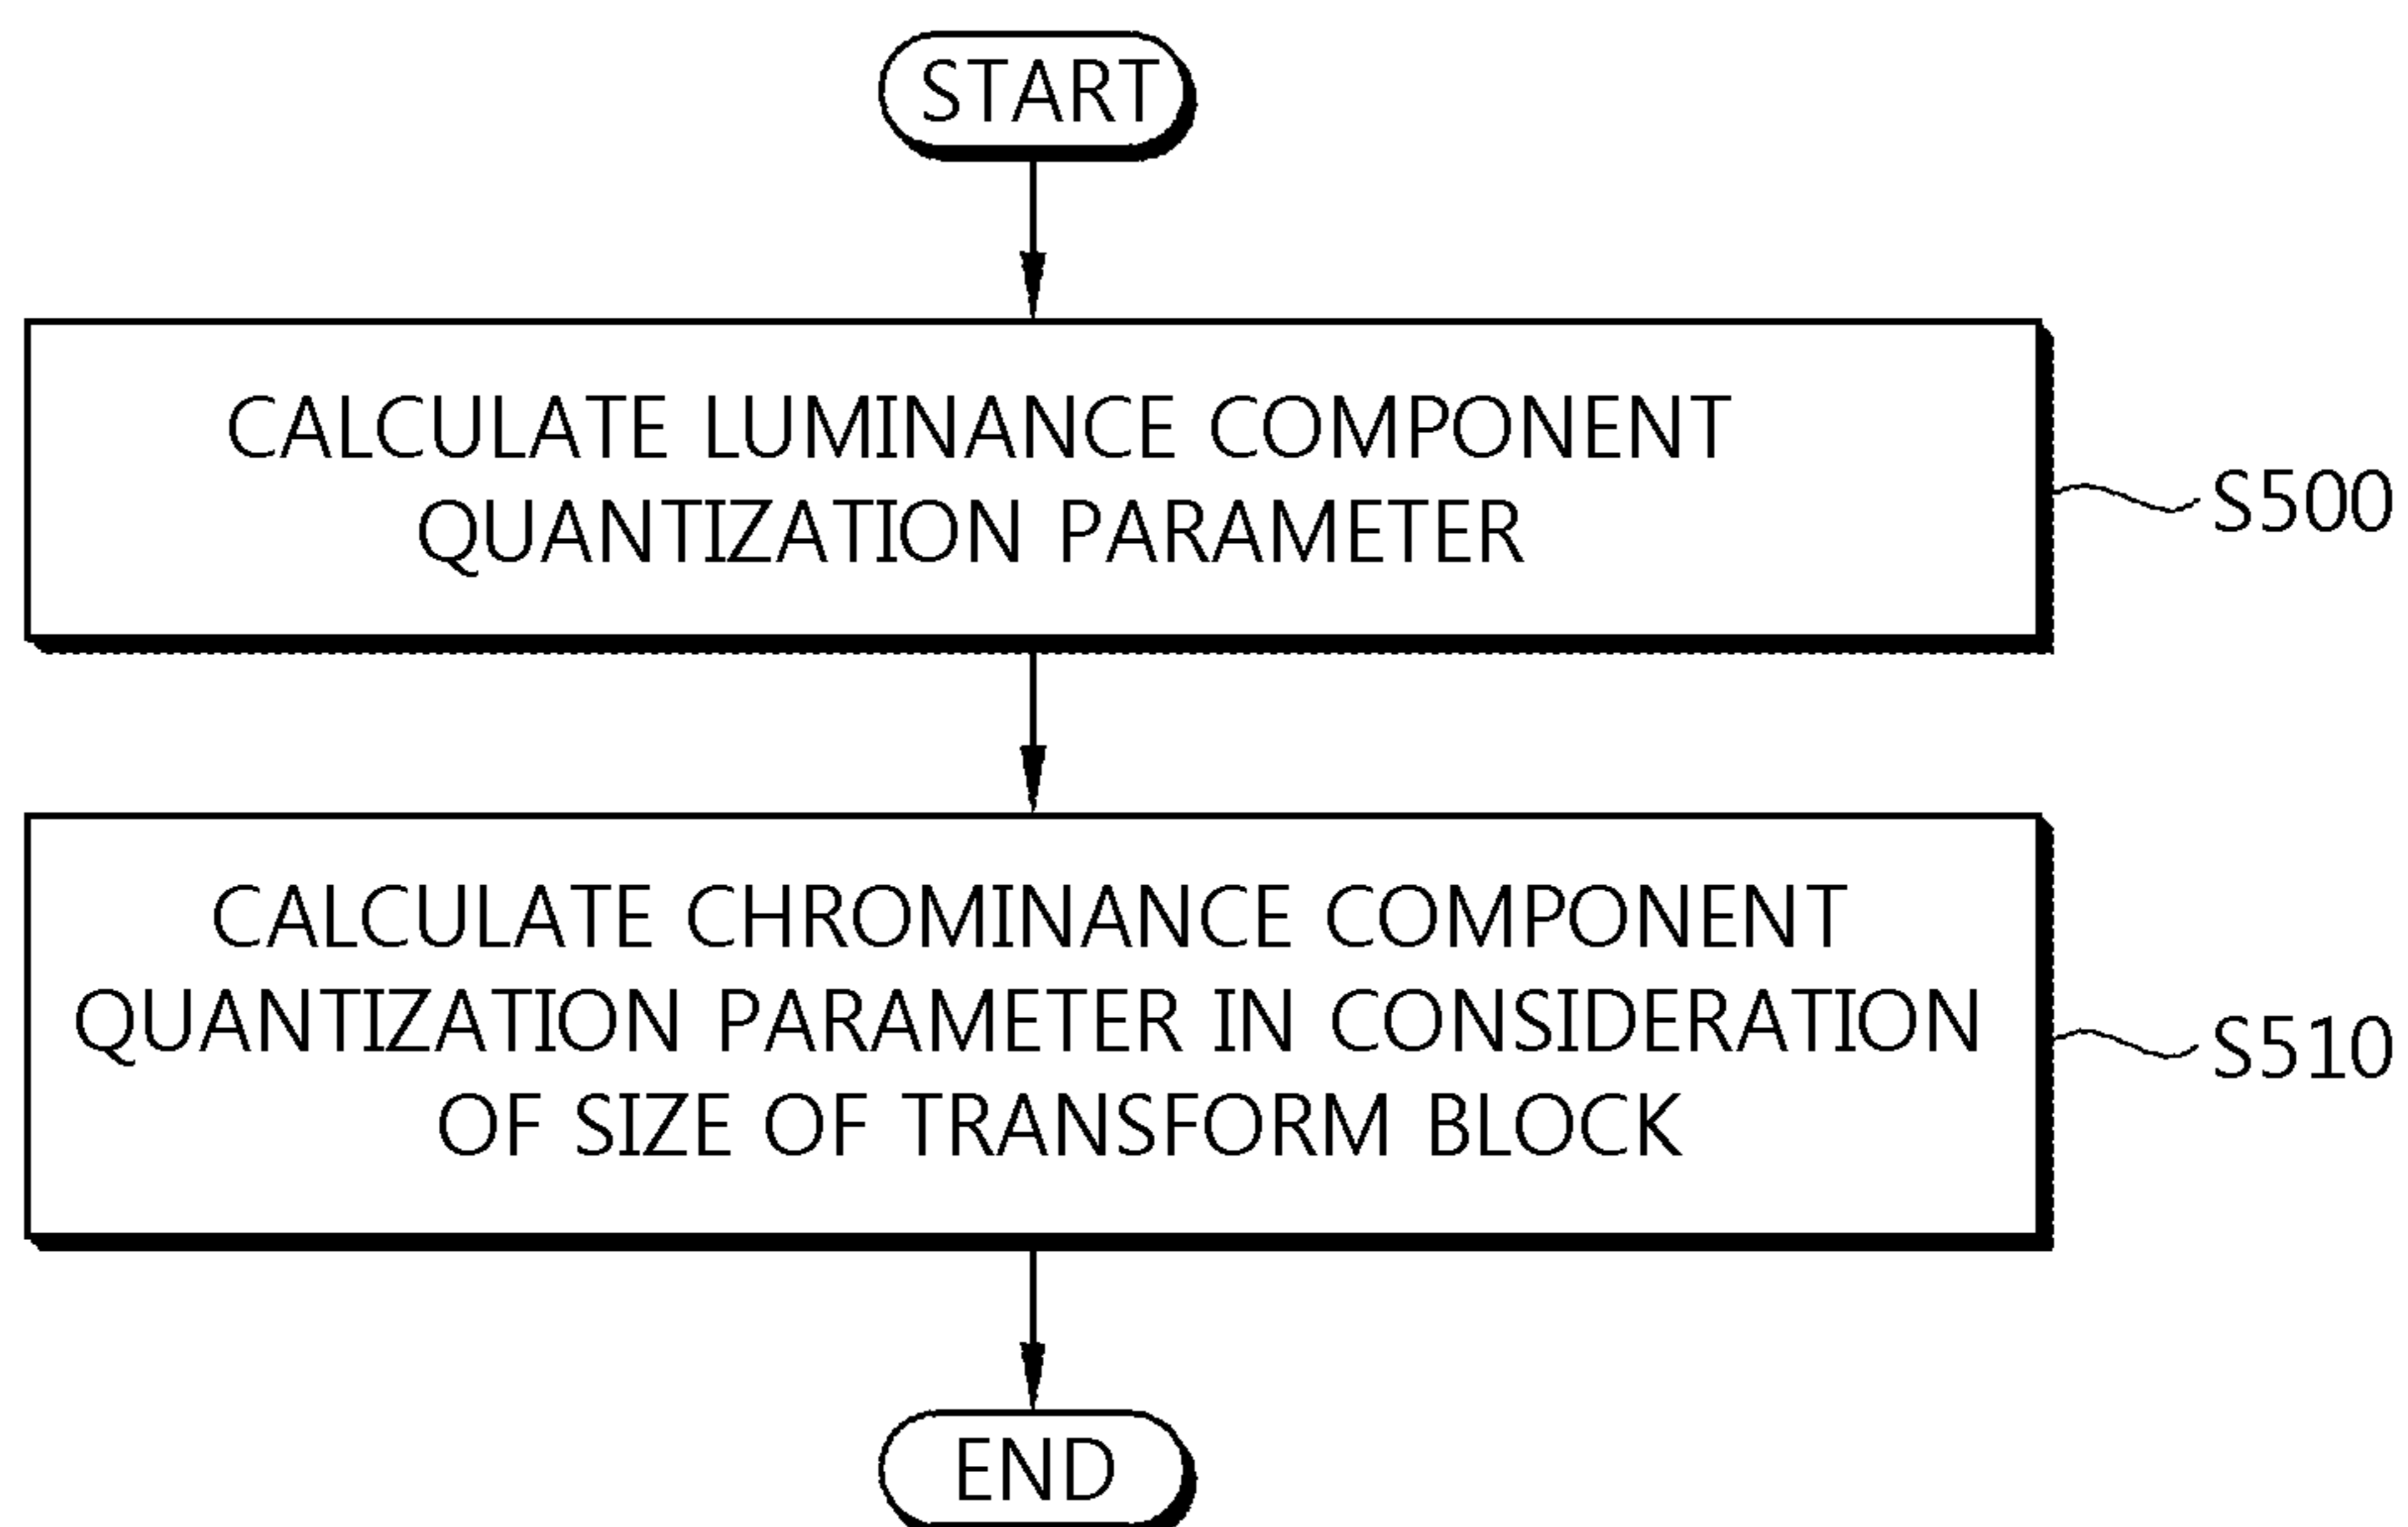 START
CALCULATE LUMINANCE COMPONENT
QUANTIZATION PARAMETER
S500
CALCULATE CHROMINANCE COMPONENT
QUANTIZATION PARAMETER IN CONSIDERATION
OF SIZE OF TRANSFORM BLOCK
S510
END